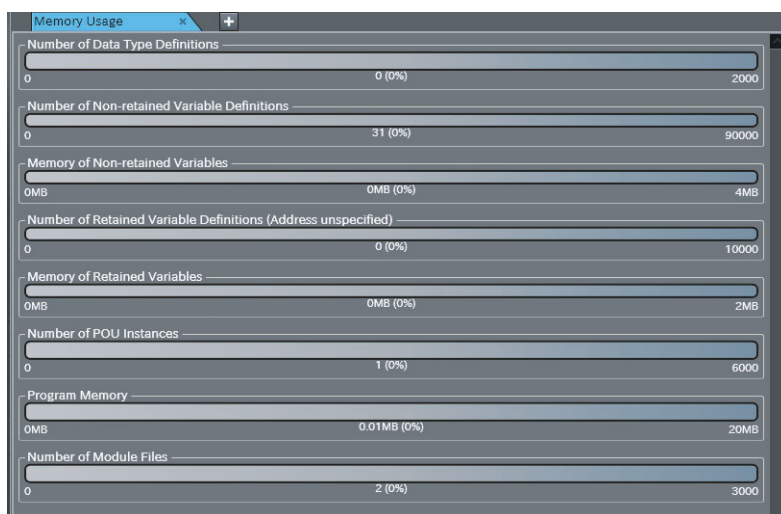 Memory Usage × +
Number of Data Type Definitions
0 0 (0%) 2000
Number of Non-retained Variable Definitions
0 31 (0%) 90000
Memory of Non-retained Variables
0MB 0MB (0%) 4MB
Number of Retained Variable Definitions (Address unspecified)
0 0 (0%) 10000
Memory of Retained Variables
0MB 0MB (0%) 2MB
Number of POU Instances
0 1 (0%) 6000
Program Memory
0MB 0.01MB (0%) 20MB
Number of Module Files
0 2 (0%) 3000